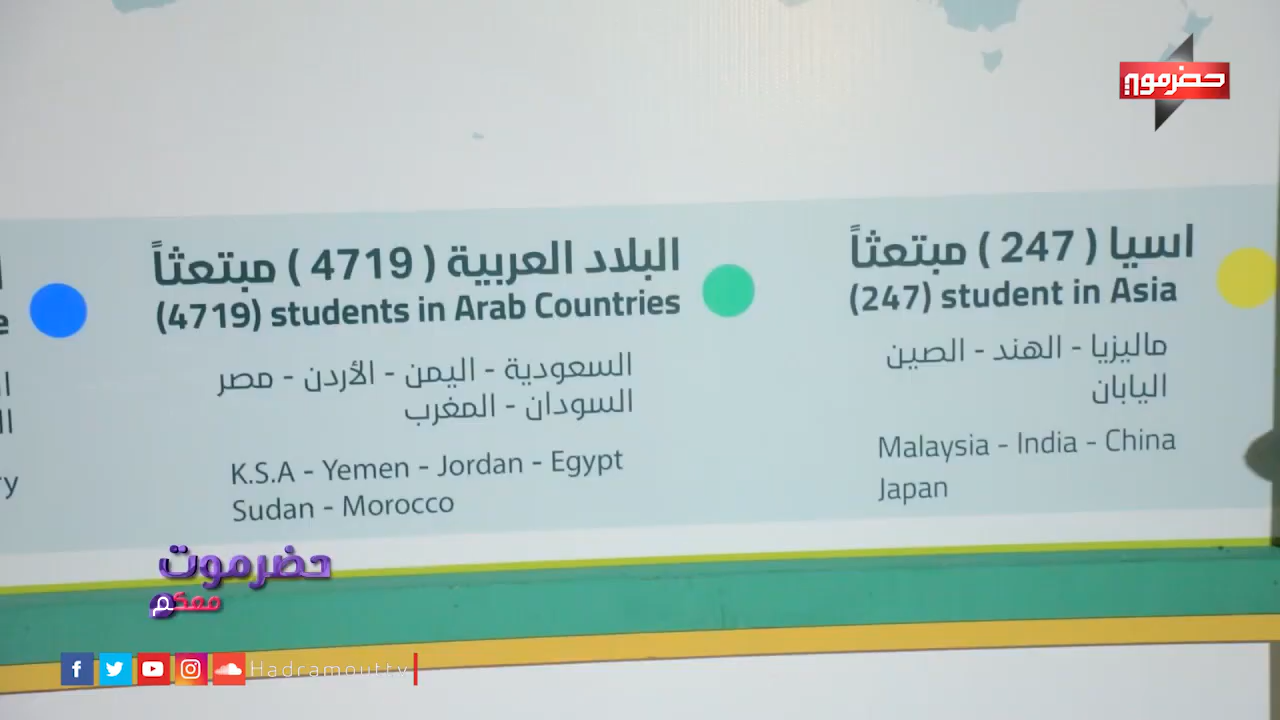 حضرموت
اسيا ( 247 ) مبتعثاً
(247) student in Asia
ماليزيا - الهند - الصين
اليابان
Malaysia - India - China
Japan
البلاد العربية ( 4719 ) مبتعثاً
(4719) students in Arab Countries
السعودية - اليمن - الأردن - مصر
السودان - المغرب
K.S.A - Yemen - Jordan - Egypt
Sudan - Morocco
حضرموت
معكم
Hadramouttv